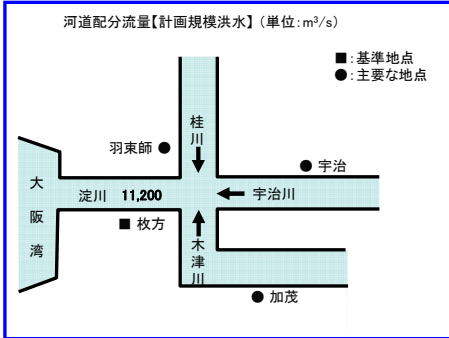 河道配分流量【計画規模洪水】（単位：m³/s）
■：基準地点
●：主要な地点
桂川
羽束師 ●
● 宇治
大阪湾
淀川 11,200
宇治川
■ 枚方
木津川
● 加茂